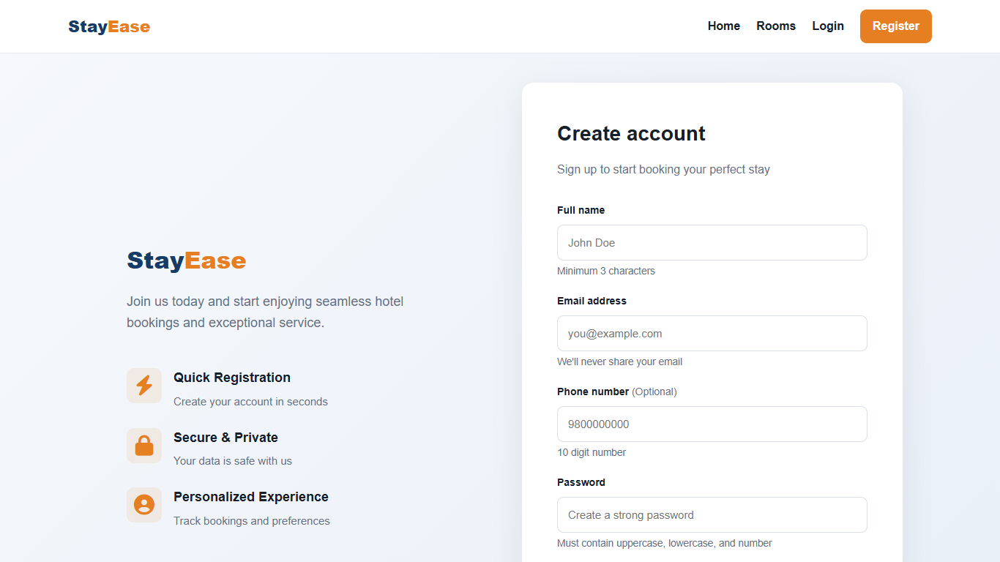 StayEase
Home Rooms Login Register
StayEase
Join us today and start enjoying seamless hotel
bookings and exceptional service.
Quick Registration
Create your account in seconds
Secure & Private
Your data is safe with us
Personalized Experience
Track bookings and preferences
Create account
Sign up to start booking your perfect stay
Full name
John Doe
Minimum 3 characters
Email address
you@example.com
We'll never share your email
Phone number (Optional)
9800000000
10 digit number
Password
Create a strong password
Must contain uppercase, lowercase, and number